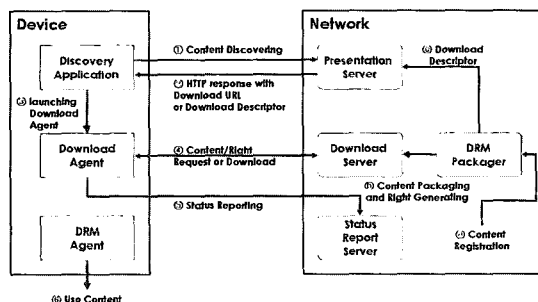 Device
Network
Discovery
Application
① Content Discovering
② HTTP response with
Download URL
or Download Descriptor
Presentation
Server
Download
Descriptor
③ launching
Download
Agent
Download
Agent
④ Content/Right
Request or Download
Download
Server
DRM
Packager
Content Packaging
and Right Generating
⑤ Status Reporting
DRM
Agent
Status
Report
Server
Content
Registration
⑥ Use Content